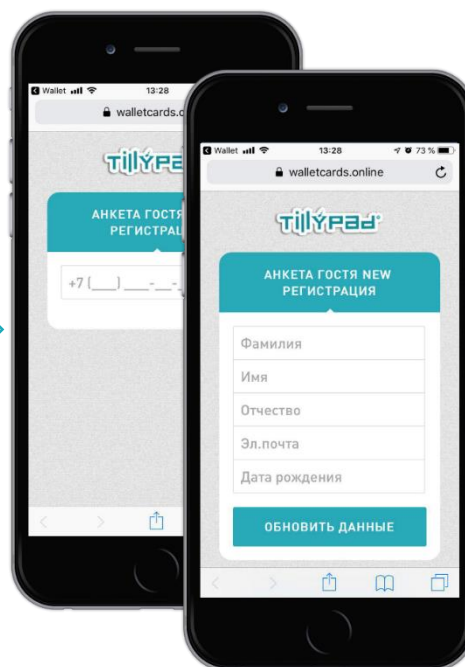 Wallet 13:28
walletcards.o
TillyPa
АНКЕТА ГОСТЯ
РЕГИСТРАЦ
+7 (___) ___-__-_
Wallet 13:28 73 %
walletcards.online
TillyPad
АНКЕТА ГОСТЯ NEW
РЕГИСТРАЦИЯ
Фамилия
Имя
Отчество
Эл.почта
Дата рождения
ОБНОВИТЬ ДАННЫЕ